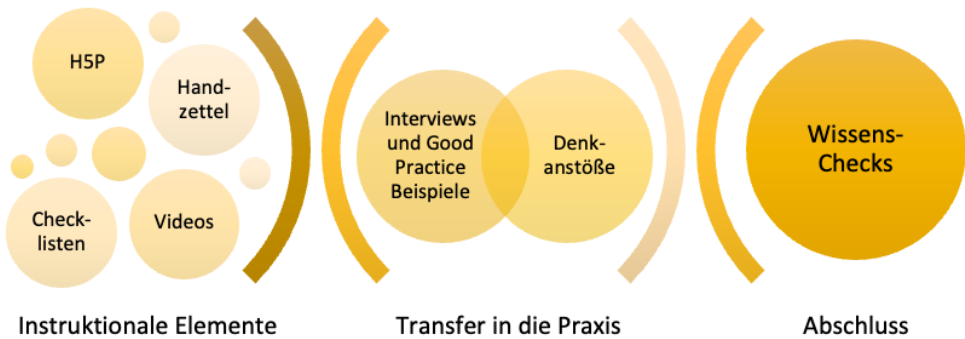 H5P
Hand-
zettel
Check-
listen
Videos
Instruktionale Elemente
Interviews
und Good
Practice
Beispiele
Denk-
anstöße
Transfer in die Praxis
Wissens-
Checks
Abschluss